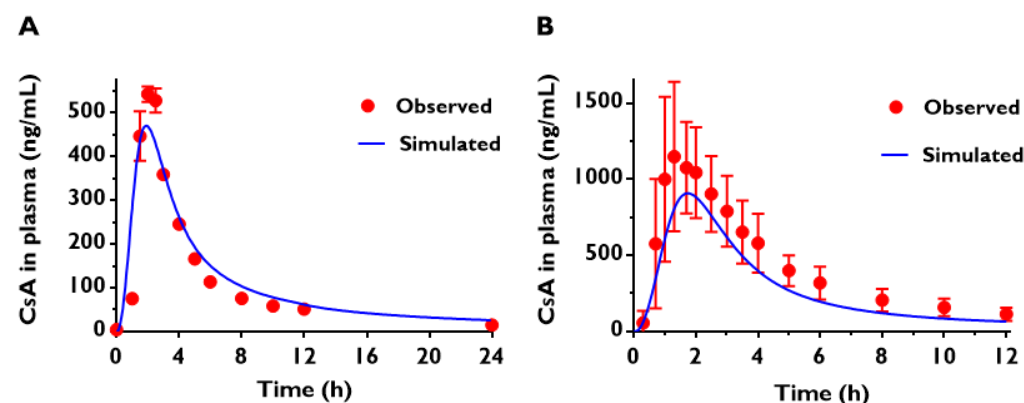 A
CsA in plasma (ng/mL)
500
400
300
200
100
0
0 4 8 12 16 20 24
Time (h)
Observed
Simulated
B
CsA in plasma (ng/mL)
1500
1000
500
0
0 2 4 6 8 10 12
Time (h)
Observed
Simulated